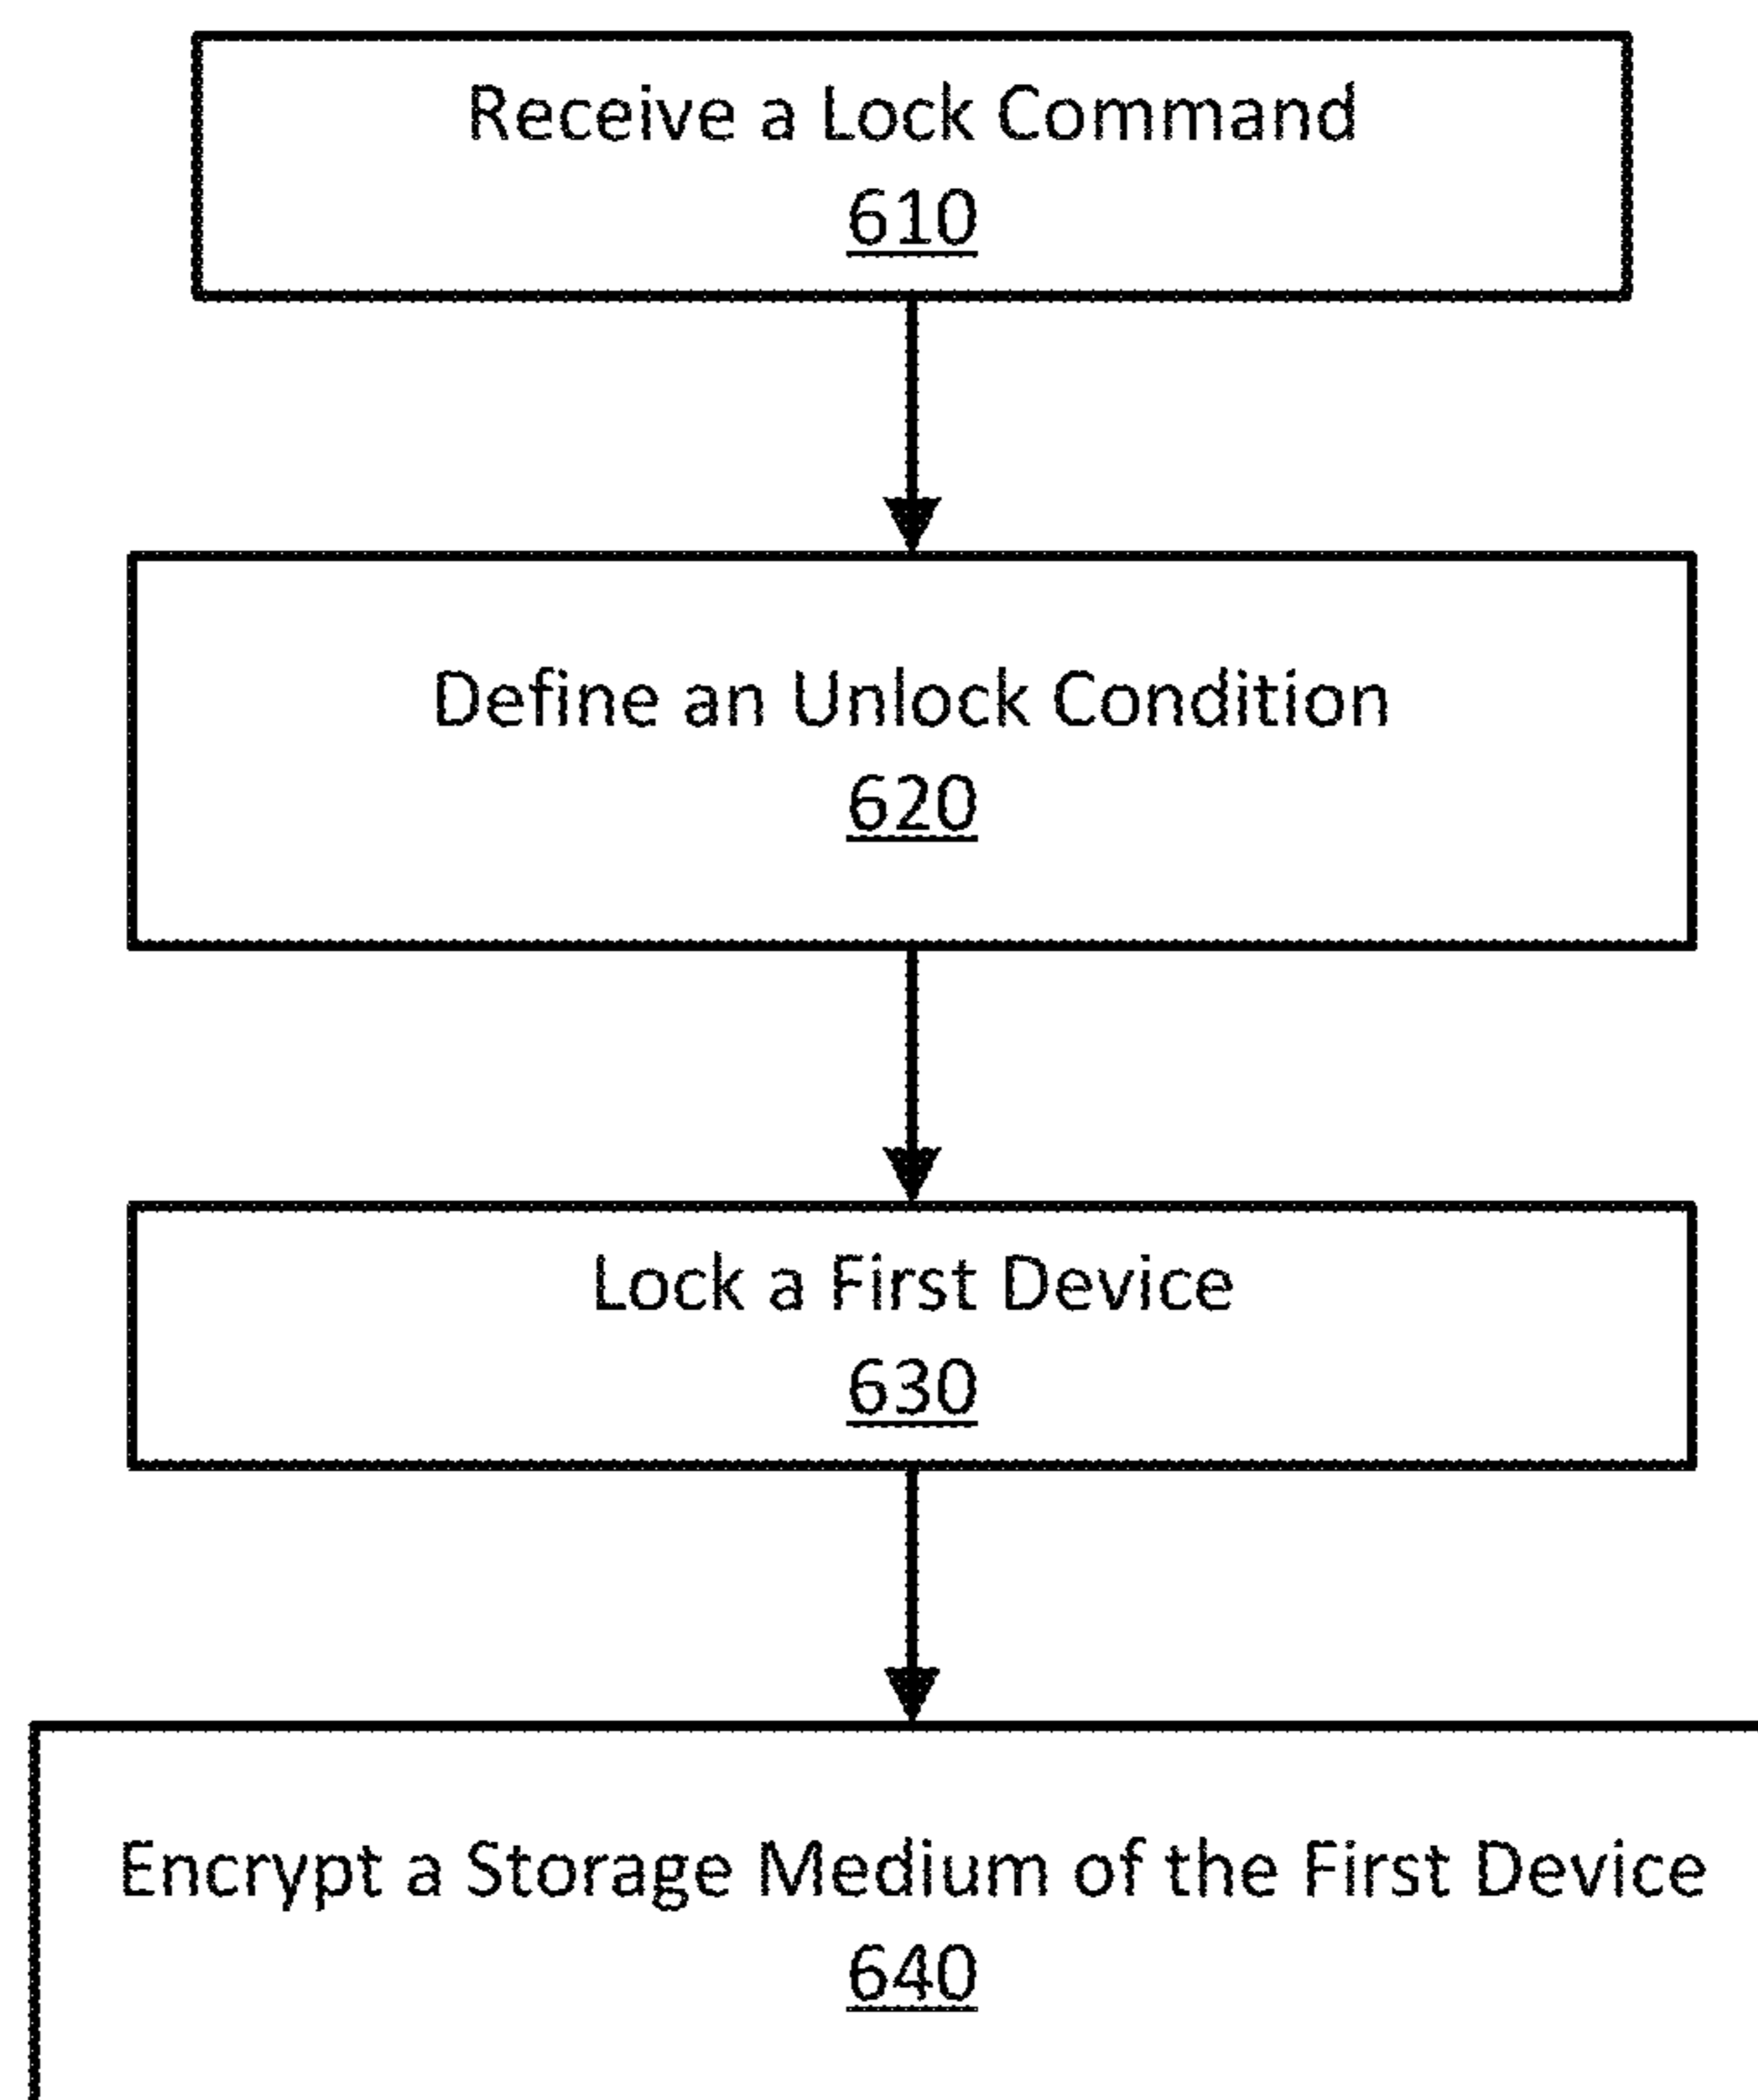 Receive a Lock Command
610
Define an Unlock Condition
620
Lock a First Device
630
Encrypt a Storage Medium of the First Device
640